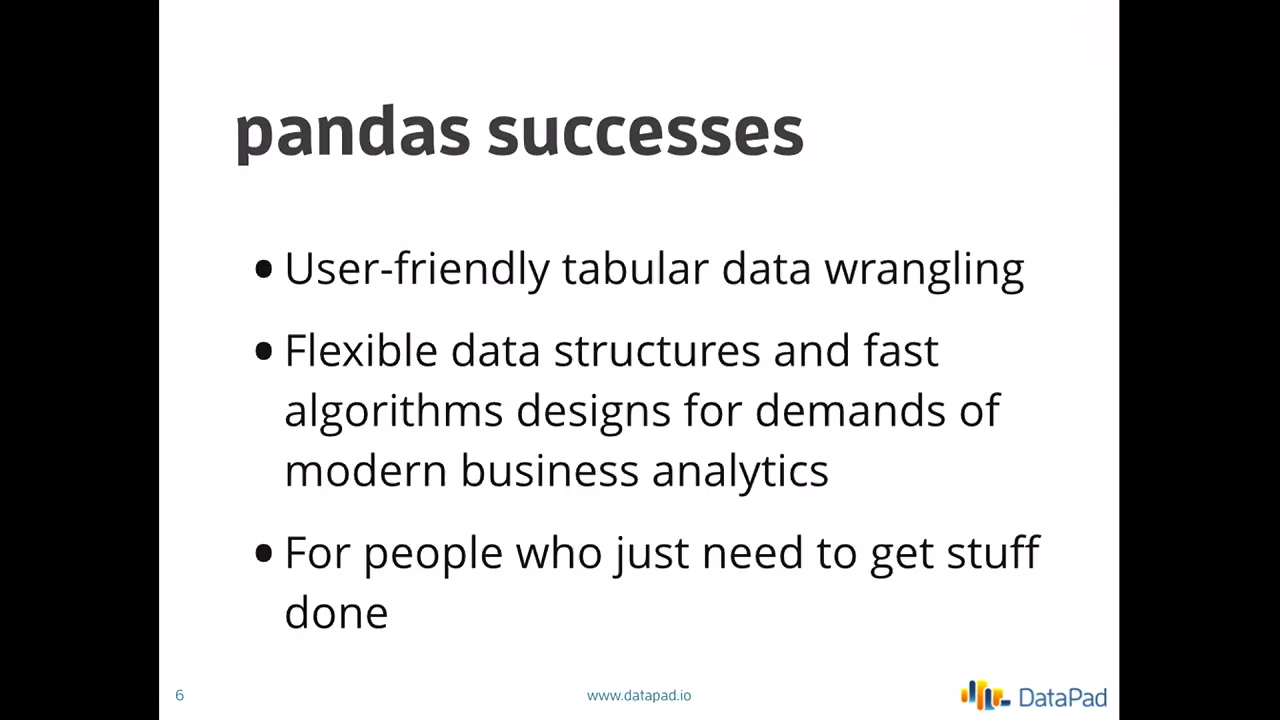 pandas successes
• User-friendly tabular data wrangling
• Flexible data structures and fast
algorithms designs for demands of
modern business analytics
• For people who just need to get stuff
done
6
www.datapad.io
DataPad